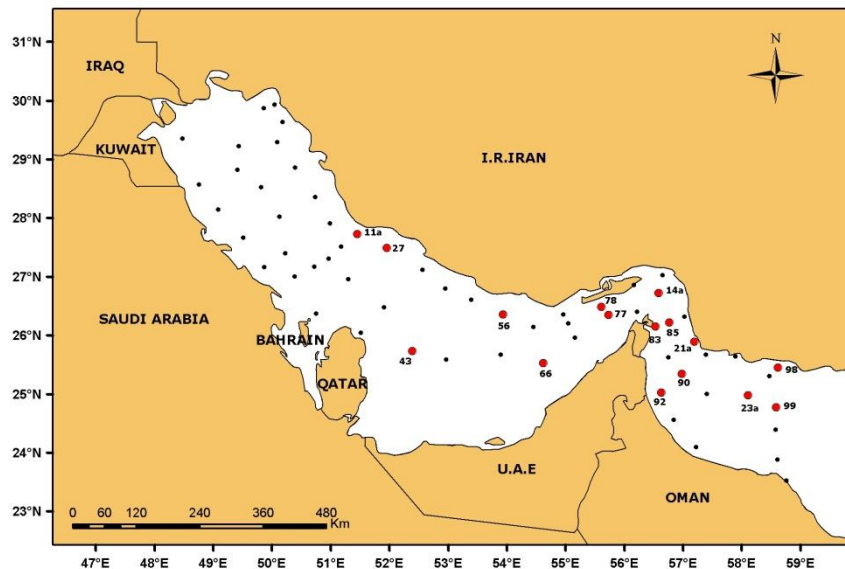 N
31°N
IRAQ
30°N
KUWAIT
29°N
I.R.IRAN
28°N
11a
27
27°N
78
14a
SAUDI ARABIA
77
56
26°N
BAHRAIN
85
83
21a
43
98
QATAR
66
90
25°N
92
23a
99
24°N
U.A.E
OMAN
23°N
0 60 120 240 360 480
Km
47°E 48°E 49°E 50°E 51°E 52°E 53°E 54°E 55°E 56°E 57°E 58°E 59°E